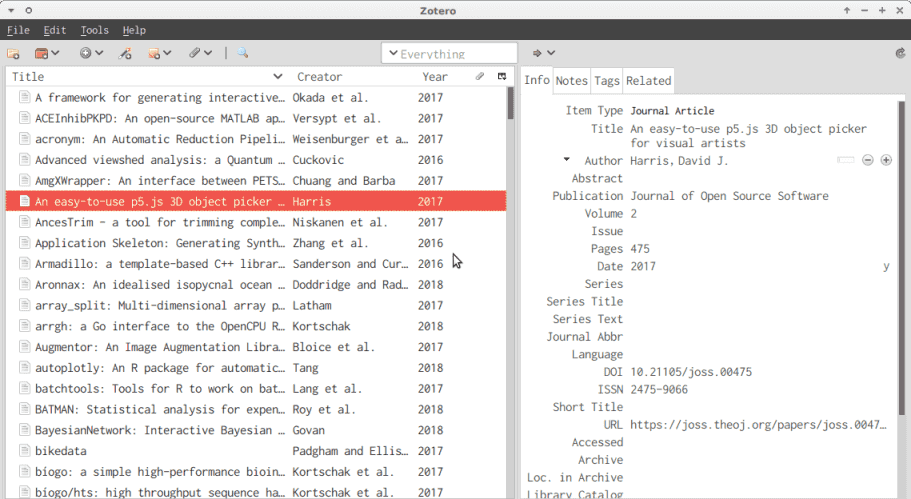 Zotero
File Edit Tools Help
Everything
Title Creator Year
A framework for generating interactive… Okada et al. 2017
ACEInhibPKPD: An open-source MATLAB ap… Versypt et al. 2017
acronym: An Automatic Reduction Pipeli… Weisenburger et a… 2017
Advanced viewshed analysis: a Quantum … Cuckovic 2016
AmgXWrapper: An interface between PETS… Chuang and Barba 2017
An easy-to-use p5.js 3D object picker … Harris 2017
AncesTrim - a tool for trimming comple… Niskanen et al. 2017
Application Skeleton: Generating Synth… Zhang et al. 2016
Armadillo: a template-based C++ librar… Sanderson and Cur… 2016
Aronnax: An idealised isopycnal ocean … Doddridge and Rad… 2018
array_split: Multi-dimensional array p… Latham 2017
arrgh: a Go interface to the OpenCPU R… Kortschak 2018
Augmentor: An Image Augmentation Libra… Bloice et al. 2017
autoplotly: An R package for automatic… Tang 2018
batchtools: Tools for R to work on bat… Lang et al. 2017
BATMAN: Statistical analysis for expen… Roy et al. 2018
BayesianNetwork: Interactive Bayesian … Govan 2018
bikedata Padgham and Ellis… 2017
biogo: a simple high-performance bioin… Kortschak et al. 2017
biogo/hts: high throughput sequence ha… Kortschak et al. 2017
Info Notes Tags Related
Item Type Journal Article
Title An easy-to-use p5.js 3D object picker
for visual artists
Author Harris, David J.
Abstract
Publication Journal of Open Source Software
Volume 2
Issue
Pages 475
Date 2017 y
Series
Series Title
Series Text
Journal Abbr
Language
DOI 10.21105/joss.00475
ISSN 2475-9066
Short Title
URL https://joss.theoj.org/papers/joss.0047…
Accessed
Archive
Loc. in Archive
Library Catalog